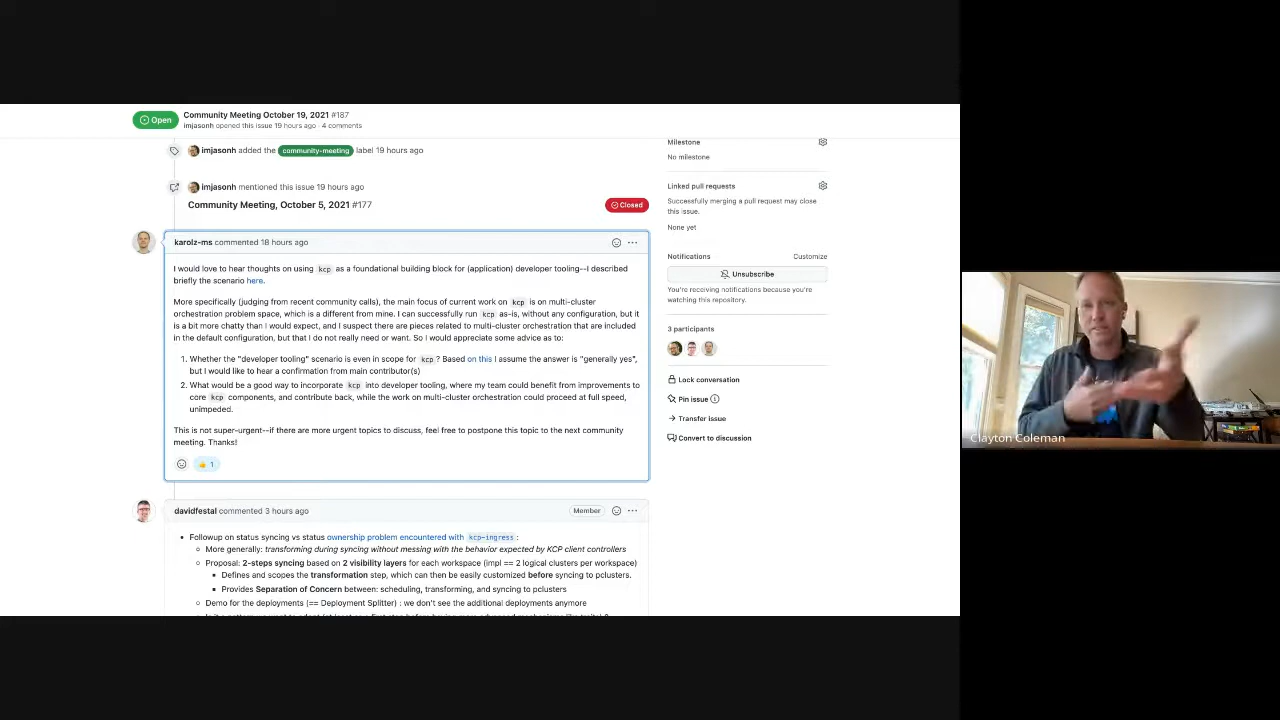 Open
Community Meeting October 19, 2021 #187
imjasonh opened this issue 19 hours ago · 4 comments
imjasonh added the community-meeting label 19 hours ago
imjasonh mentioned this issue 19 hours ago
Community Meeting, October 5, 2021 #177
Closed
karolz-ms commented 18 hours ago
I would love to hear thoughts on using kcp as a foundational building block for (application) developer tooling--I described
briefly the scenario here.
More specifically (judging from recent community calls), the main focus of current work on kcp is on multi-cluster
orchestration problem space, which is a different from mine. I can successfully run kcp as-is, without any configuration, but it
is a bit more chatty than I would expect, and I suspect there are pieces related to multi-cluster orchestration that are included
in the default configuration, but that I do not really need or want. So I would appreciate some advice as to:
1. Whether the "developer tooling" scenario is even in scope for kcp? Based on this I assume the answer is "generally yes",
but I would like to hear a confirmation from main contributor(s)
2. What would be a good way to incorporate kcp into developer tooling, where my team could benefit from improvements to
core kcp components, and contribute back, while the work on multi-cluster orchestration could proceed at full speed,
unimpeded.
This is not super-urgent--if there are more urgent topics to discuss, feel free to postpone this topic to the next community
meeting. Thanks!
👍 1
davidfestal commented 3 hours ago
Member
• Followup on status syncing vs status ownership problem encountered with kcp-ingress :
○ More generally: transforming during syncing without messing with the behavior expected by KCP client controllers
○ Proposal: 2-steps syncing based on 2 visibility layers for each workspace (impl == 2 logical clusters per workspace)
▪ Defines and scopes the transformation step, which can then be easily customized before syncing to pclusters.
▪ Provides Separation of Concern between: scheduling, transforming, and syncing to pclusters
○ Demo for the deployments (== Deployment Splitter) : we don't see the additional deployments anymore
Milestone
No milestone
Linked pull requests
Successfully merging a pull request may close
this issue.
None yet
Notifications
Customize
Unsubscribe
You're receiving notifications because you're
watching this repository.
3 participants
Lock conversation
Pin issue
Transfer issue
Convert to discussion
Clayton Coleman